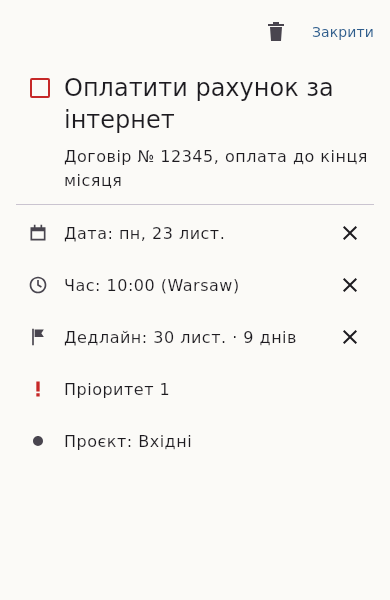 Закрити
Оплатити рахунок за
інтернет
Договір № 12345, оплата до кінця
місяця
Дата: пн, 23 лист.
Час: 10:00 (Warsaw)
Дедлайн: 30 лист. · 9 днів
Пріоритет 1
Проєкт: Вхідні